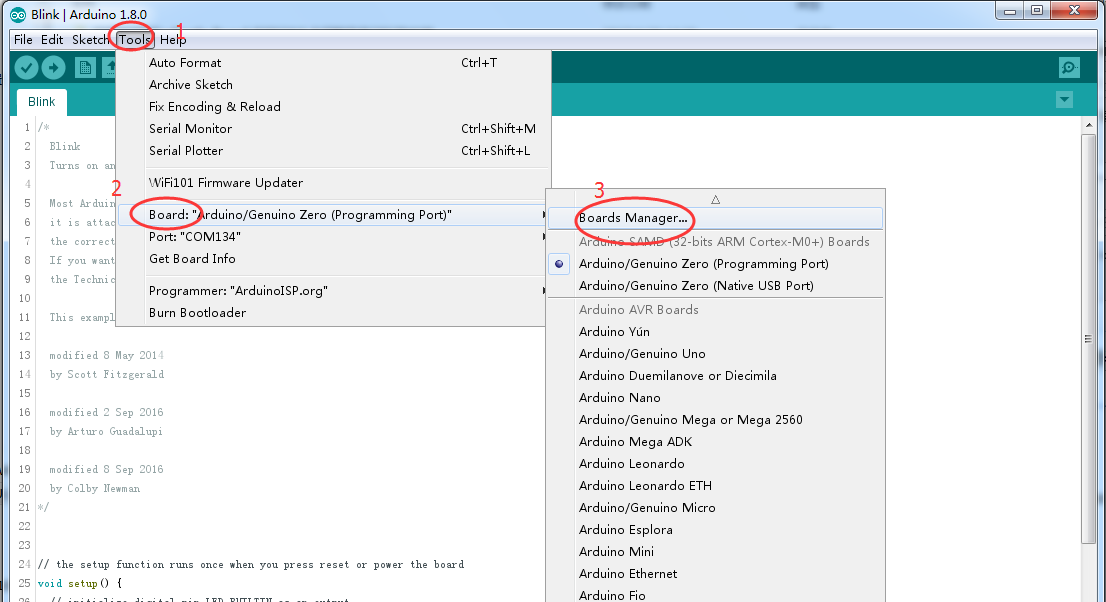 Blink | Arduino 1.8.0
1
File Edit Sketch Tools Help
Auto Format Ctrl+T
Archive Sketch
Fix Encoding & Reload
Serial Monitor Ctrl+Shift+M
Serial Plotter Ctrl+Shift+L
WiFi101 Firmware Updater
2
Board: "Arduino/Genuino Zero (Programming Port)"
Port: "COM134"
Get Board Info
Programmer: "ArduinoISP.org"
Burn Bootloader
3
Boards Manager...
Arduino SAMD (32-bits ARM Cortex-M0+) Boards
Arduino/Genuino Zero (Programming Port)
Arduino/Genuino Zero (Native USB Port)
Arduino AVR Boards
Arduino Yún
Arduino/Genuino Uno
Arduino Duemilanove or Diecimila
Arduino Nano
Arduino/Genuino Mega or Mega 2560
Arduino Mega ADK
Arduino Leonardo
Arduino Leonardo ETH
Arduino/Genuino Micro
Arduino Esplora
Arduino Mini
Arduino Ethernet
Arduino Fio
Blink
1 /*
2 Blink
3 Turns on an
4
5 Most Arduin
6 it is attac
7 the correct
8 If you want
9 the Technic
10
11 This exampl
12
13 modified 8 May 2014
14 by Scott Fitzgerald
15
16 modified 2 Sep 2016
17 by Arturo Guadalupi
18
19 modified 8 Sep 2016
20 by Colby Newman
21 */
22
23
24 // the setup function runs once when you press reset or power the board
25 void setup() {
// initialize digital pin LED_BUILTIN as an output.